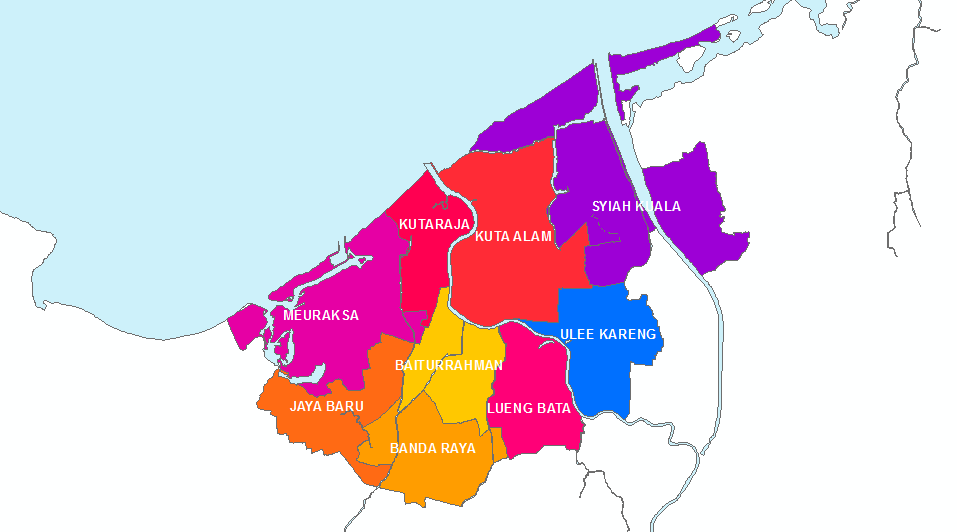 SYIAH KUALA
KUTARAJA
KUTA ALAM
MEURAKSA
ULEE KARENG
BAITURRAHMAN
JAYA BARU
LUENG BATA
BANDA RAYA